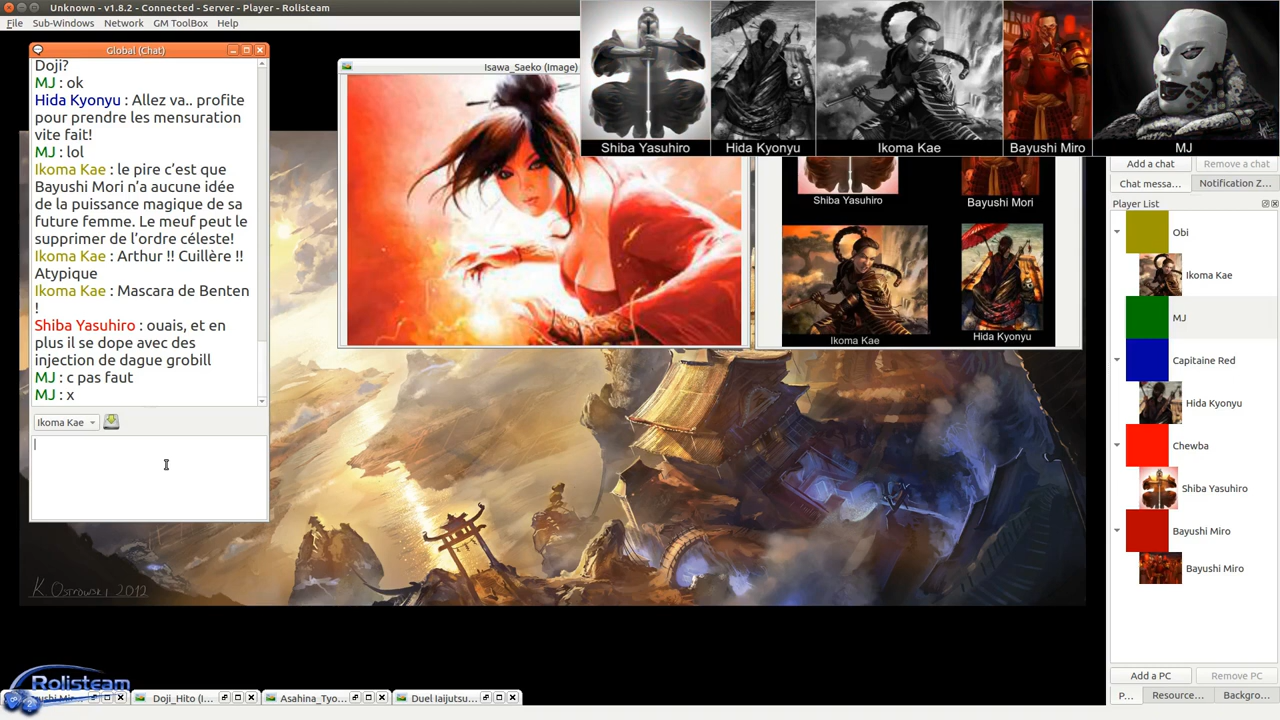 Unknown - v1.8.2 - Connected - Server - Player - Rolisteam
File Sub-Windows Network GM ToolBox Help
Global (Chat)
Doji?
MJ : ok
Hida Kyonyu : Allez va.. profite
pour prendre les mensuration
vite fait!
MJ : lol
Ikoma Kae : le pire c’est que
Bayushi Mori n’a aucune idée
de la puissance magique de sa
future femme. Le meuf peut le
supprimer de l’ordre céleste!
Ikoma Kae : Arthur !! Cuillère !!
Atypique
Ikoma Kae : Mascara de Benten
!
Shiba Yasuhiro : ouais, et en
plus il se dope avec des
injection de dague grobill
MJ : c pas faut
MJ : x
Ikoma Kae
Isawa_Saeko (Image)
Shiba Yasuhiro
Hida Kyonyu
Ikoma Kae
Bayushi Miro
MJ
Shiba Yasuhiro
Bayushi Mori
Ikoma Kae
Hida Kyonyu
Add a chat
Remove a chat
Chat messa...
Notification Z...
Player List
Obi
Ikoma Kae
MJ
Capitaine Red
Hida Kyonyu
Chewba
Shiba Yasuhiro
Bayushi Miro
Bayushi Miro
Add a PC
Remove PC
P...
Resource...
Backgro...
K Ostrowski 2012
Rolisteam
Doji_Hito (I...
Asahina_Tyo...
Duel Iaijutsu...